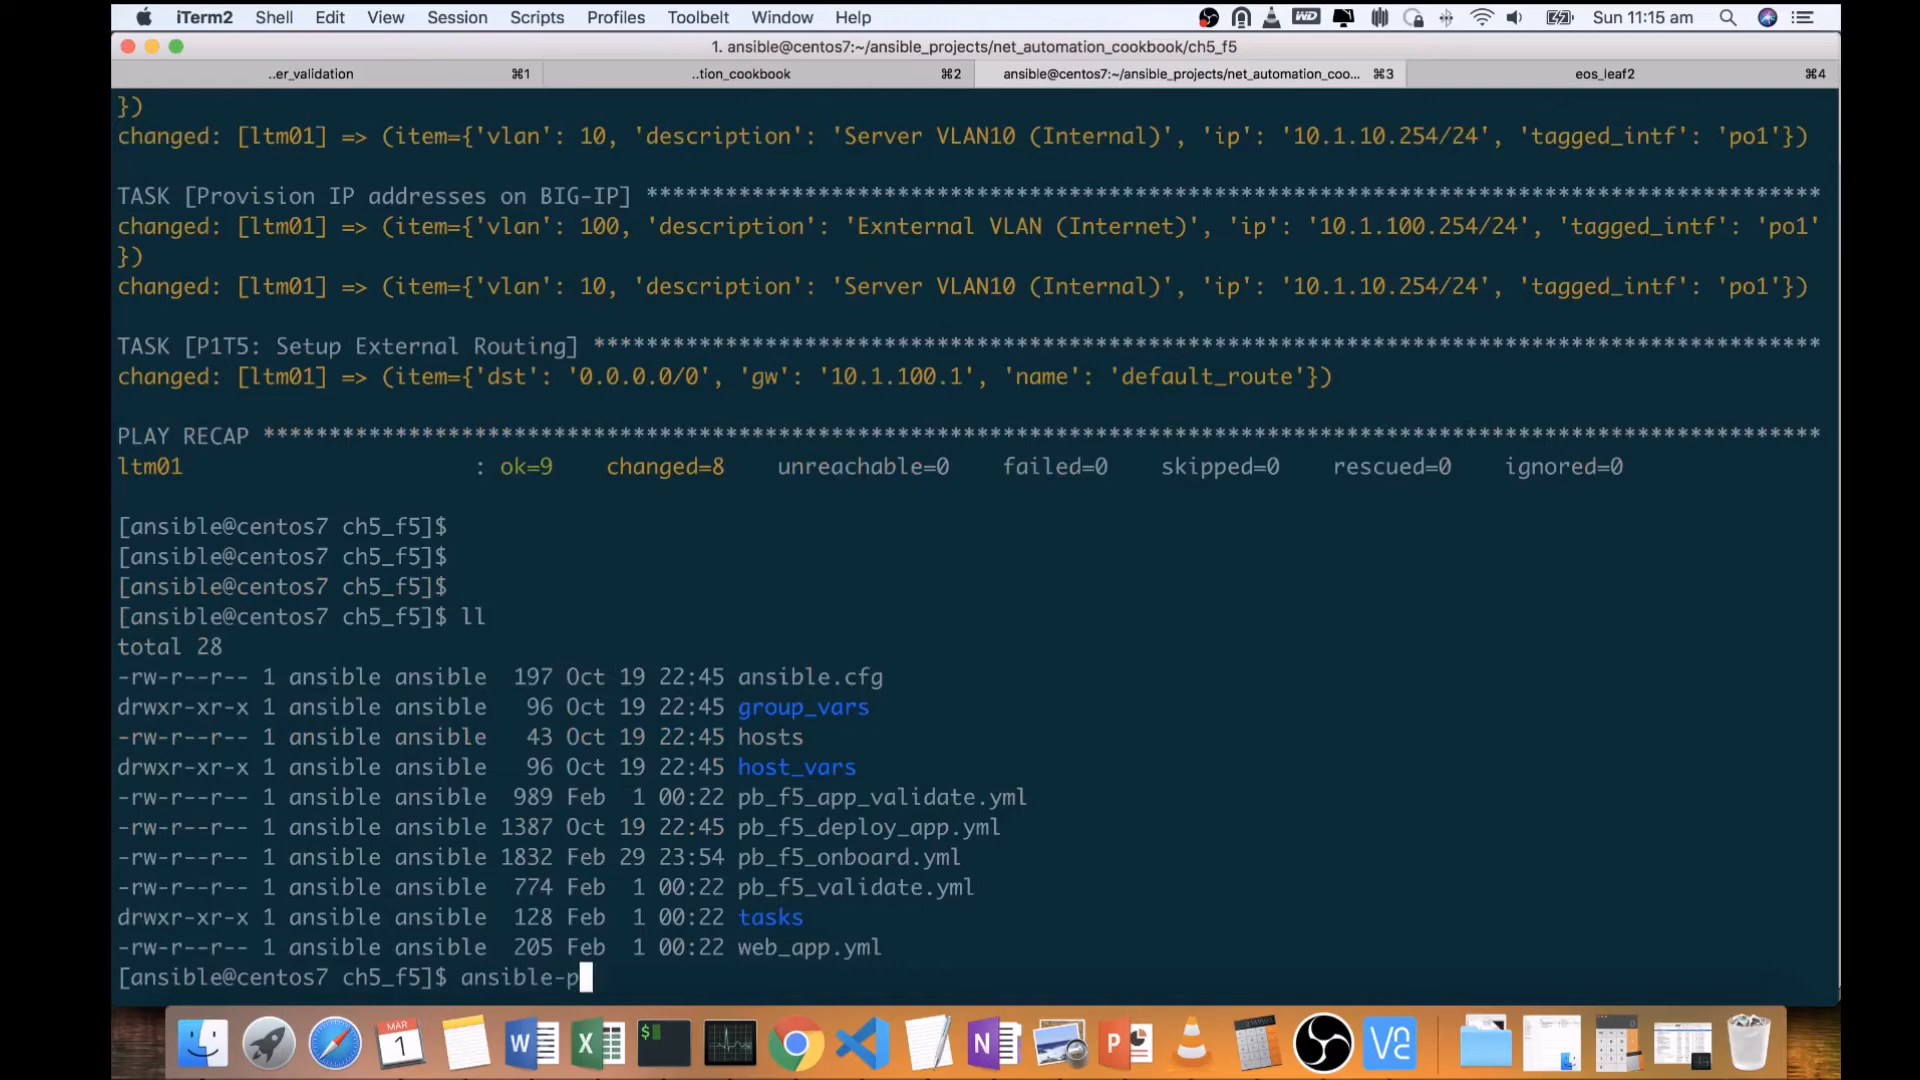 iTerm2 Shell Edit View Session Scripts Profiles Toolbelt Window Help WD Sun 11:15 am
1. ansible@centos7:~/ansible_projects/net_automation_cookbook/ch5_f5
..er_validation ⌘1 ..tion_cookbook ⌘2 ansible@centos7:~/ansible_projects/net_automation_coo... ⌘3 eos_leaf2 ⌘4
})
changed: [ltm01] => (item={'vlan': 10, 'description': 'Server VLAN10 (Internal)', 'ip': '10.1.10.254/24', 'tagged_intf': 'po1'})
TASK [Provision IP addresses on BIG-IP] *****************************************************************************************
changed: [ltm01] => (item={'vlan': 100, 'description': 'Exnternal VLAN (Internet)', 'ip': '10.1.100.254/24', 'tagged_intf': 'po1'
})
changed: [ltm01] => (item={'vlan': 10, 'description': 'Server VLAN10 (Internal)', 'ip': '10.1.10.254/24', 'tagged_intf': 'po1'})
TASK [P1T5: Setup External Routing] *********************************************************************************************
changed: [ltm01] => (item={'dst': '0.0.0.0/0', 'gw': '10.1.100.1', 'name': 'default_route'})
PLAY RECAP **********************************************************************************************************************
ltm01 : ok=9 changed=8 unreachable=0 failed=0 skipped=0 rescued=0 ignored=0
[ansible@centos7 ch5_f5]$
[ansible@centos7 ch5_f5]$
[ansible@centos7 ch5_f5]$
[ansible@centos7 ch5_f5]$ ll
total 28
-rw-r--r-- 1 ansible ansible 197 Oct 19 22:45 ansible.cfg
drwxr-xr-x 1 ansible ansible 96 Oct 19 22:45 group_vars
-rw-r--r-- 1 ansible ansible 43 Oct 19 22:45 hosts
drwxr-xr-x 1 ansible ansible 96 Oct 19 22:45 host_vars
-rw-r--r-- 1 ansible ansible 989 Feb 1 00:22 pb_f5_app_validate.yml
-rw-r--r-- 1 ansible ansible 1387 Oct 19 22:45 pb_f5_deploy_app.yml
-rw-r--r-- 1 ansible ansible 1832 Feb 29 23:54 pb_f5_onboard.yml
-rw-r--r-- 1 ansible ansible 774 Feb 1 00:22 pb_f5_validate.yml
drwxr-xr-x 1 ansible ansible 128 Feb 1 00:22 tasks
-rw-r--r-- 1 ansible ansible 205 Feb 1 00:22 web_app.yml
[ansible@centos7 ch5_f5]$ ansible-p
MAR
1
W X $ N P VC